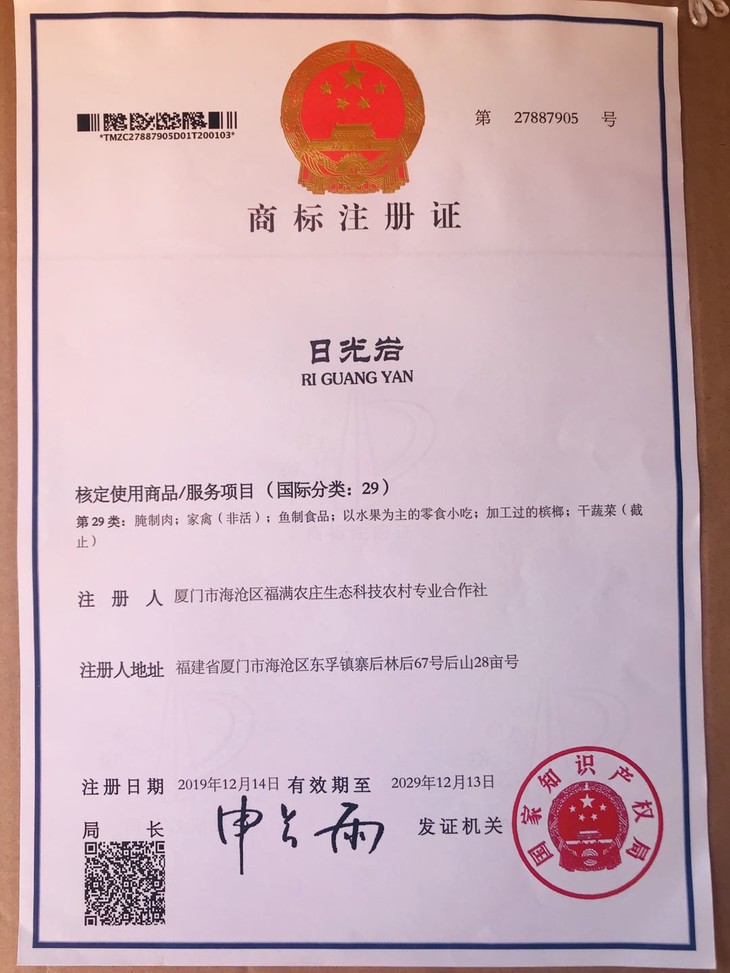 *TMZC27887905D01T200103*
第 27887905 号
商标注册证
日光岩
RI GUANG YAN
核定使用商品/服务项目（国际分类：29）
第29类：腌制肉；家禽（非活）；鱼制食品；以水果为主的零食小吃；加工过的槟榔；干蔬菜（截
止）
注册人 厦门市海沧区福满农庄生态科技农村专业合作社
注册人地址 福建省厦门市海沧区东孚镇寨后林后67号后山28亩号
注册日期 2019年12月14日 有效期至 2029年12月13日
局长 申长雨 发证机关
国家知识产权局